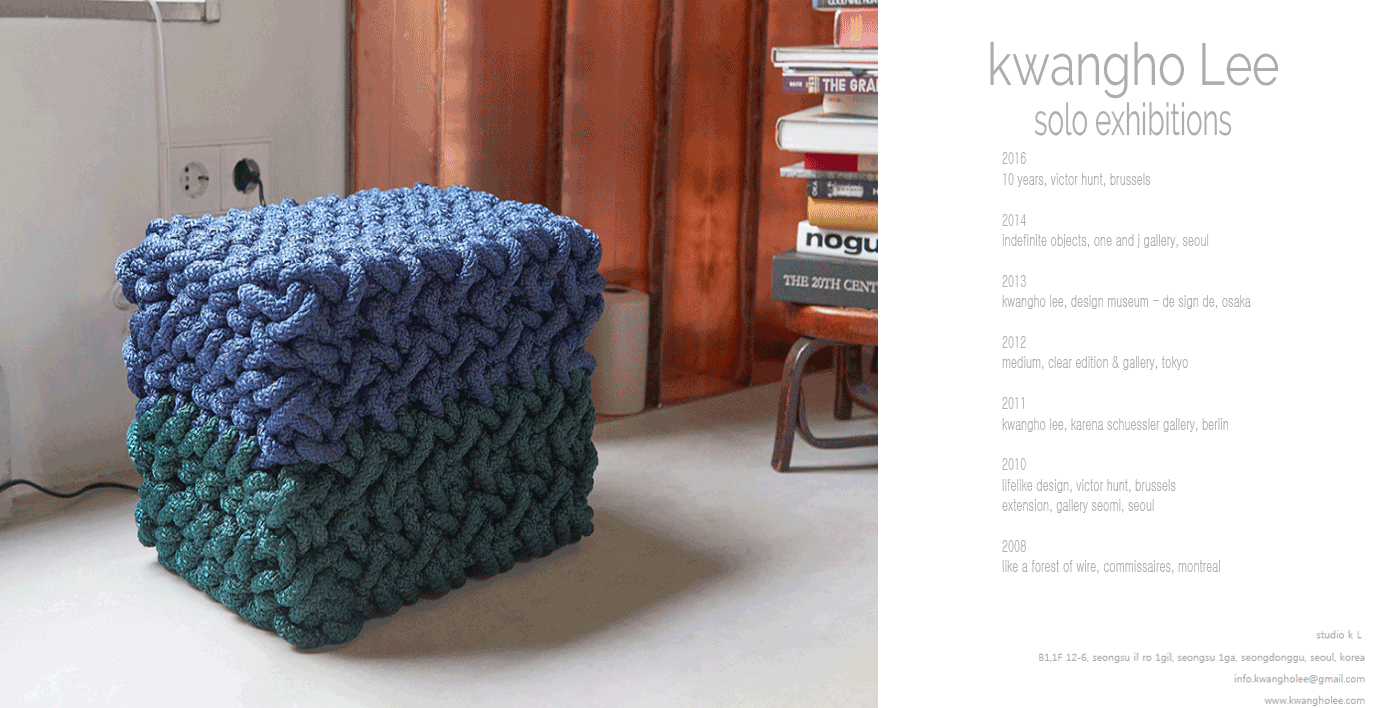 THE GRA
nogu
THE 20TH CENT
kwangho Lee
solo exhibitions
2016
10 years, victor hunt, brussels
2014
indefinite objects, one and j gallery, seoul
2013
kwangho lee, design museum - de sign de, osaka
2012
medium, clear edition & gallery, tokyo
2011
kwangho lee, karena schuessler gallery, berlin
2010
lifelike design, victor hunt, brussels
extension, gallery seomi, seoul
2008
like a forest of wire, commissaires, montreal
studio k L
B1,1F 12-6, seongsu il ro 1gil, seongsu 1ga, seongdonggu, seoul, korea
info.kwangholee@gmail.com
www.kwangholee.com